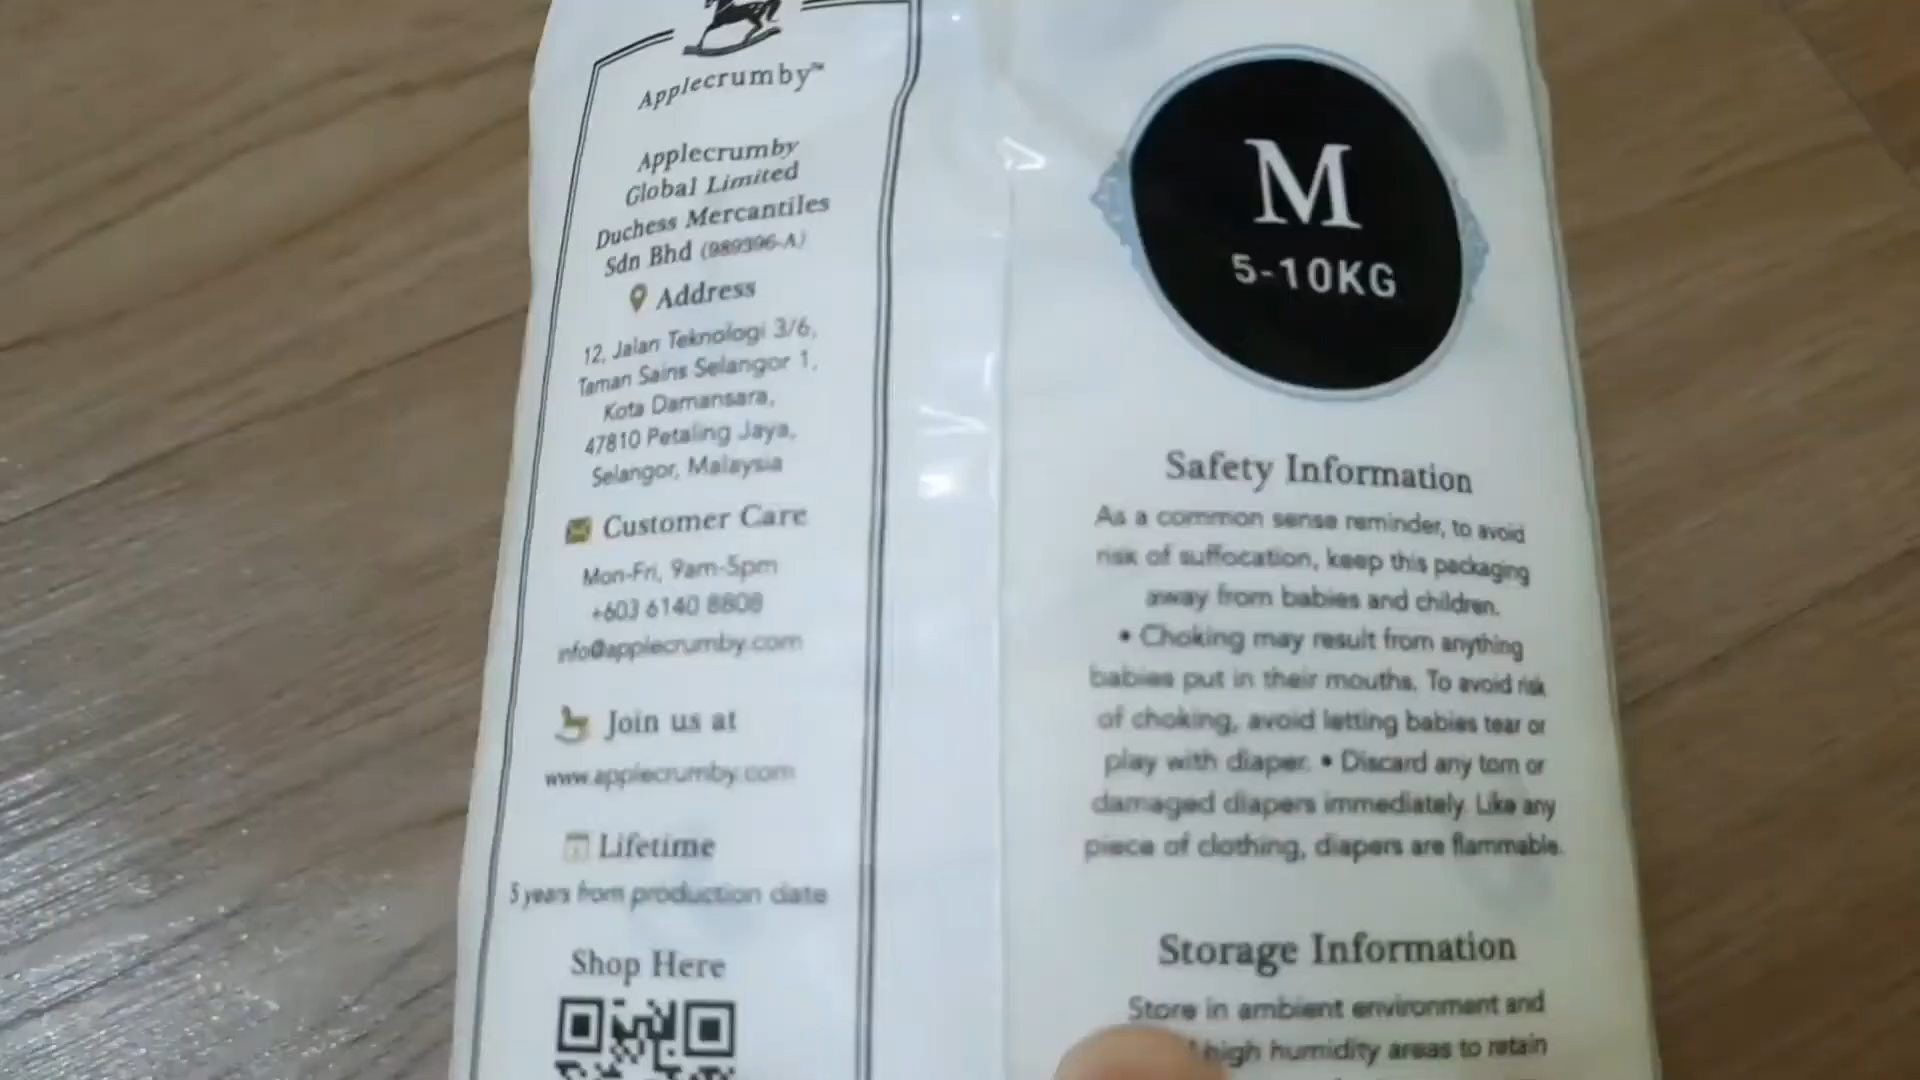 Applecrumby™
Applecrumby
Global Limited
Duchess Mercantiles
Sdn Bhd (989396-A)
Address
12, Jalan Teknologi 3/6,
Taman Sains Selangor 1,
Kota Damansara,
47810 Petaling Jaya,
Selangor, Malaysia
Customer Care
Mon-Fri, 9am-5pm
+603 6140 8808
info@applecrumby.com
Join us at
www.applecrumby.com
Lifetime
years from production date
Shop Here
M
5-10KG
Safety Information
As a common sense reminder, to avoid
risk of suffocation, keep this packaging
away from babies and children.
• Choking may result from anything
babies put in their mouths. To avoid risk
of choking, avoid letting babies tear or
play with diaper. • Discard any torn or
damaged diapers immediately. Like any
piece of clothing, diapers are flammable.
Storage Information
Store in ambient environment and
high humidity areas to retain